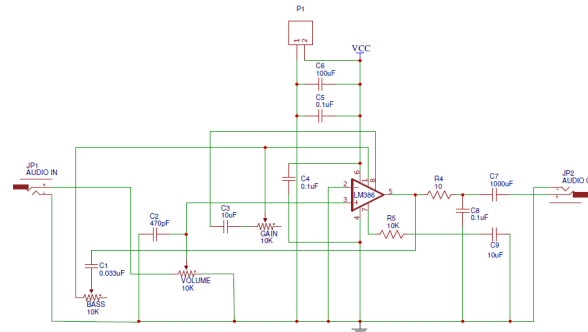 P1
1 2
VCC
C6
100uF
C5
0.1uF
JP1
AUDIO IN
C4
0.1uF
6
1 8
2
3
LM386
5
7
4
R4
10
C7
1000uF
JP2
AUDIO O
C2
470pF
C3
10uF
GAIN
10K
R5
10K
C8
0.1uF
C9
10uF
C1
0.033uF
VOLUME
10K
BASS
10K